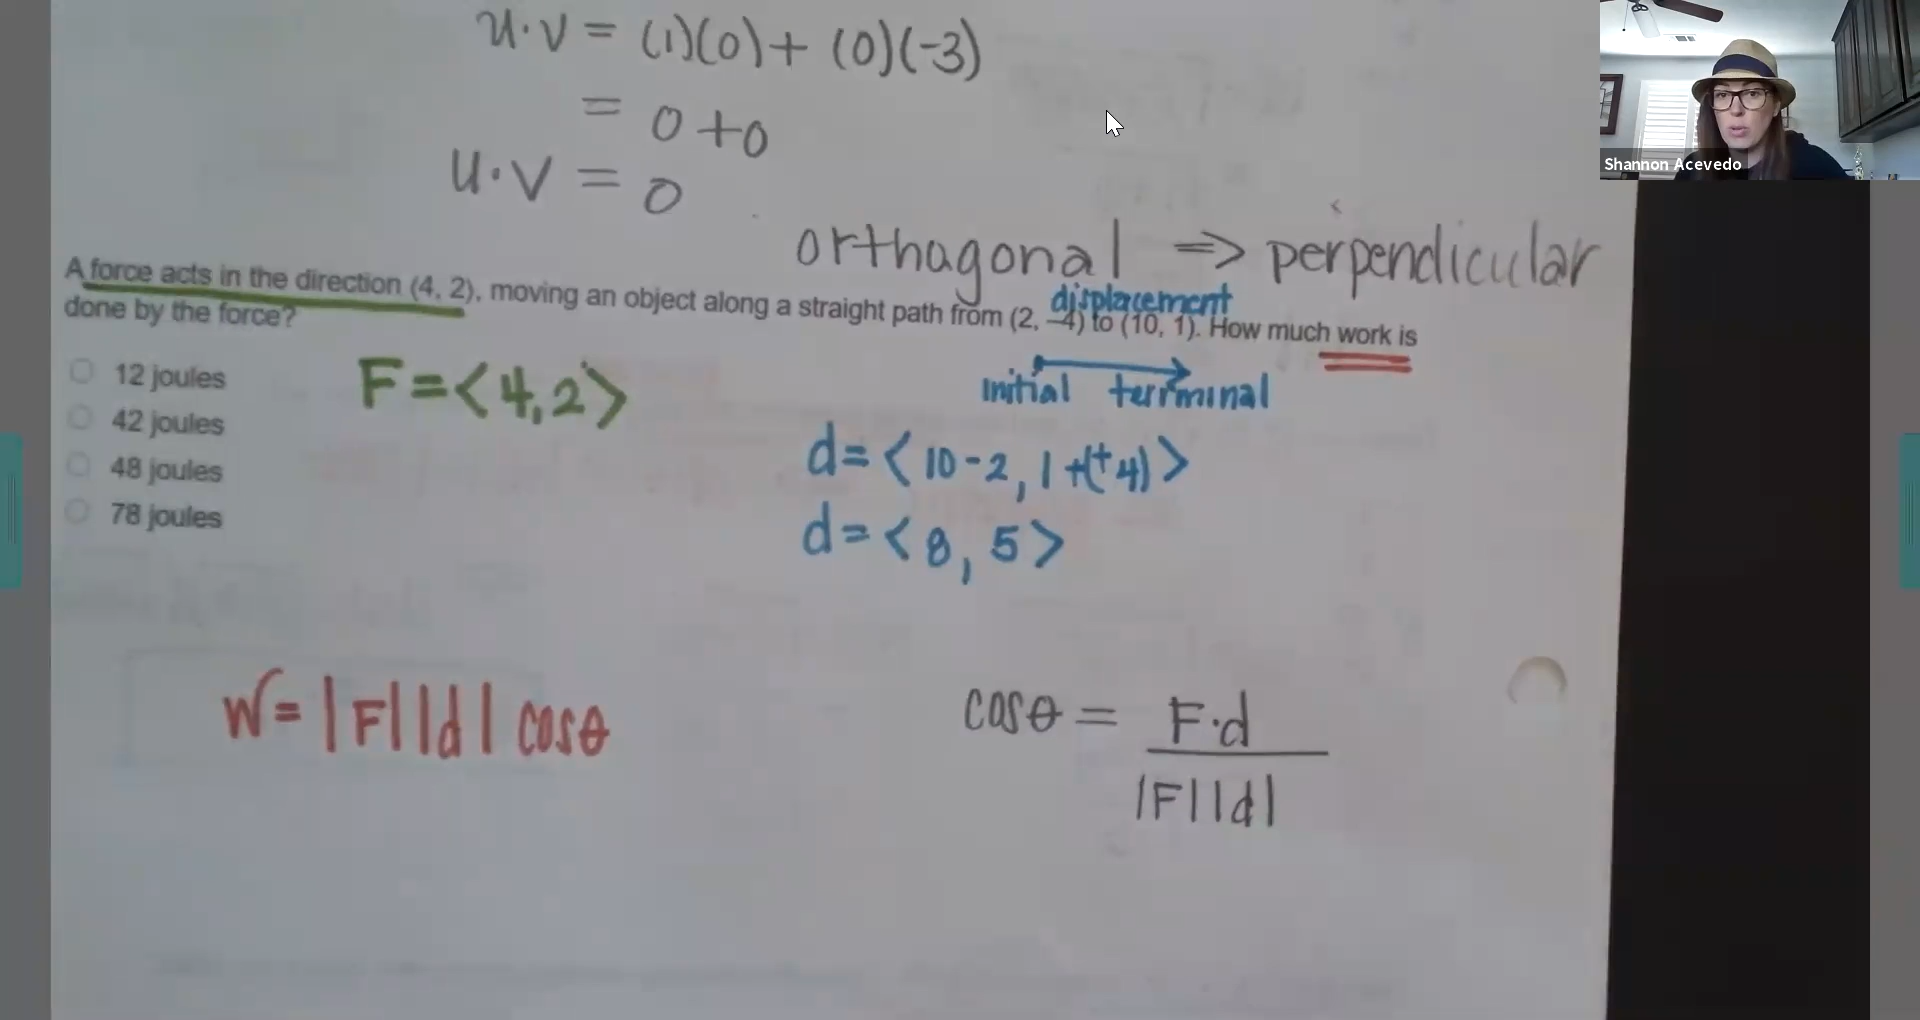 u·v = (1)(0) + (0)(-3)
= 0+0
u·v = 0
Shannon Acevedo
orthagonal => perpendicular
A force acts in the direction (4, 2), moving an object along a straight path from (2, –4) to (10, 1). How much work is
done by the force?
displacement
12 joules
42 joules
48 joules
78 joules
F = <4,2>
initial terminal
d = <10-2, 1+(+4)>
d = <8, 5>
W = |F||d| cosθ
cosθ = F·d
|F||d|